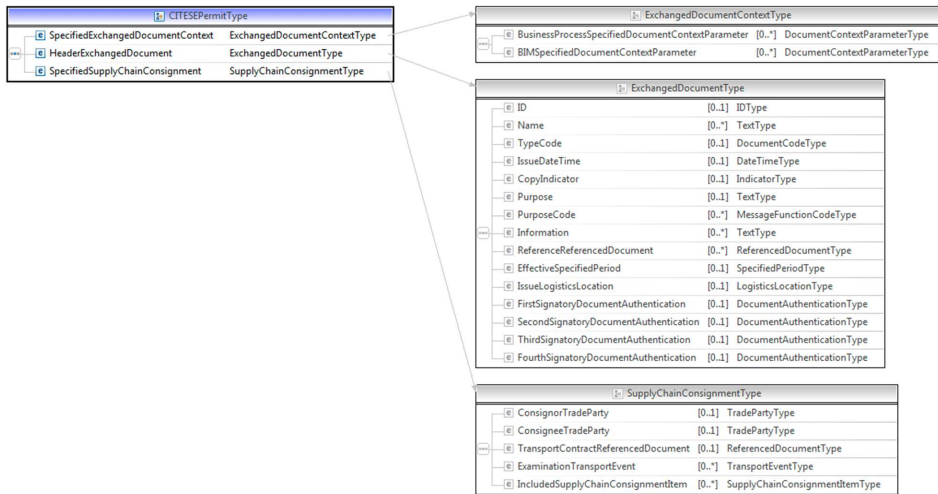 CITESEPermitType
SpecifiedExchangedDocumentContext ExchangedDocumentContextType
HeaderExchangedDocument ExchangedDocumentType
SpecifiedSupplyChainConsignment SupplyChainConsignmentType
ExchangedDocumentContextType
BusinessProcessSpecifiedDocumentContextParameter [0..*] DocumentContextParameterType
BIMSpecifiedDocumentContextParameter [0..*] DocumentContextParameterType
ExchangedDocumentType
ID [0..1] IDType
Name [0..*] TextType
TypeCode [0..1] DocumentCodeType
IssueDateTime [0..1] DateTimeType
CopyIndicator [0..1] IndicatorType
Purpose [0..1] TextType
PurposeCode [0..*] MessageFunctionCodeType
Information [0..*] TextType
ReferenceReferencedDocument [0..*] ReferencedDocumentType
EffectiveSpecifiedPeriod [0..1] SpecifiedPeriodType
IssueLogisticsLocation [0..1] LogisticsLocationType
FirstSignatoryDocumentAuthentication [0..1] DocumentAuthenticationType
SecondSignatoryDocumentAuthentication [0..1] DocumentAuthenticationType
ThirdSignatoryDocumentAuthentication [0..1] DocumentAuthenticationType
FourthSignatoryDocumentAuthentication [0..1] DocumentAuthenticationType
SupplyChainConsignmentType
ConsignorTradeParty [0..1] TradePartyType
ConsigneeTradeParty [0..1] TradePartyType
TransportContractReferencedDocument [0..1] ReferencedDocumentType
ExaminationTransportEvent [0..*] TransportEventType
IncludedSupplyChainConsignmentItem [0..*] SupplyChainConsignmentItemType